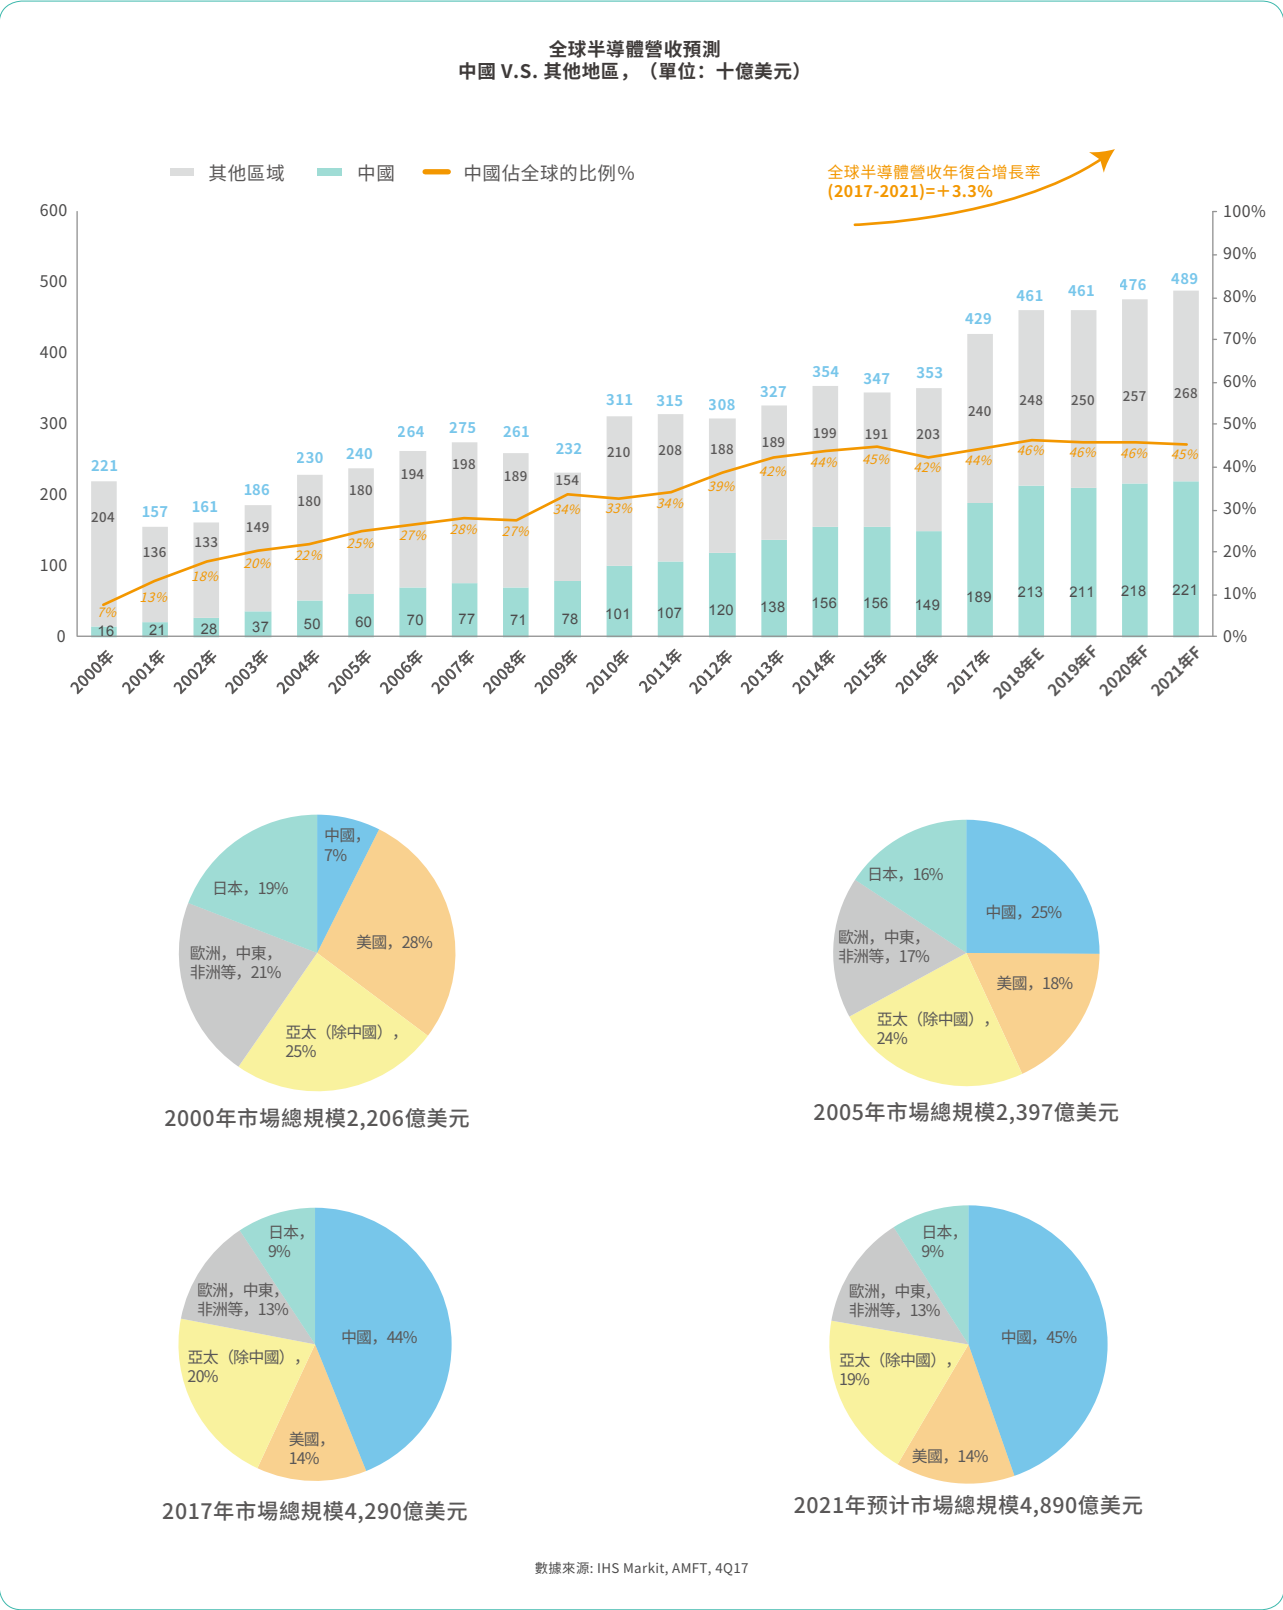 全球半導體營收預測
中國 V.S. 其他地區，（單位：十億美元）
其他區域
中國
中國佔全球的比例%
全球半導體營收年復合增長率
(2017-2021)=＋3.3%
600
500
400
300
200
100
0
100%
90%
80%
70%
60%
50%
40%
30%
20%
10%
0%
221 157 161 186 230 240 264 275 261 232 311 315 308 327 354 347 353 429 461 461 476 489
204 136 133 149 180 180 194 198 189 154 210 208 188 189 199 191 203 240 248 250 257 268
7% 13% 18% 20% 22% 25% 27% 28% 27% 34% 33% 34% 39% 42% 44% 45% 42% 44% 46% 46% 46% 45%
16 21 28 37 50 60 70 77 71 78 101 107 120 138 156 156 149 189 213 211 218 221
2000年 2001年 2002年 2003年 2004年 2005年 2006年 2007年 2008年 2009年 2010年 2011年 2012年 2013年 2014年 2015年 2016年 2017年 2018年E 2019年F 2020年F 2021年F
中國，
7%
美國，28%
亞太（除中國），
25%
歐洲，中東，
非洲等，21%
日本，19%
2000年市場總規模2,206億美元
中國，25%
美國，18%
亞太（除中國），
24%
歐洲，中東，
非洲等，17%
日本，16%
2005年市場總規模2,397億美元
中國，44%
美國，
14%
亞太（除中國），
20%
歐洲，中東，
非洲等，13%
日本，
9%
2017年市場總規模4,290億美元
中國，45%
美國，14%
亞太（除中國），
19%
歐洲，中東，
非洲等，13%
日本，
9%
2021年预计市場總規模4,890億美元
數據來源: IHS Markit, AMFT, 4Q17